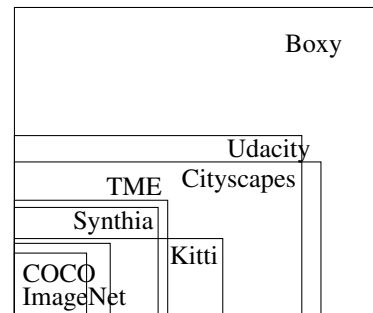 Boxy
Udacity
Cityscapes
TME
Synthia
Kitti
COCO
ImageNet